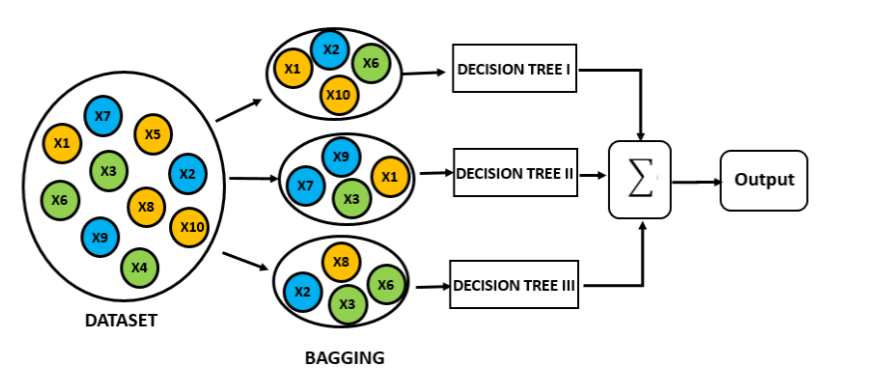 X7
X1
X5
X3
X2
X6
X8
X10
X9
X4
DATASET
X1
X2
X6
X10
X9
X7
X1
X3
X8
X2
X6
X3
BAGGING
DECISION TREE I
DECISION TREE II
DECISION TREE III
∑
Output